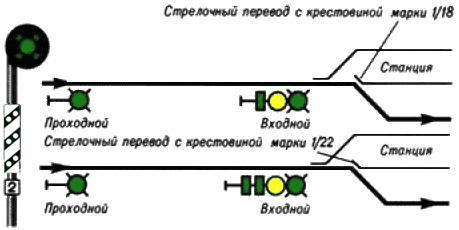 Стрелочный перевод с крестовиной марки 1/18
Станция
Проходной
Входной
Стрелочный перевод с крестовиной марки 1/22
Станция
2
Проходной
Входной